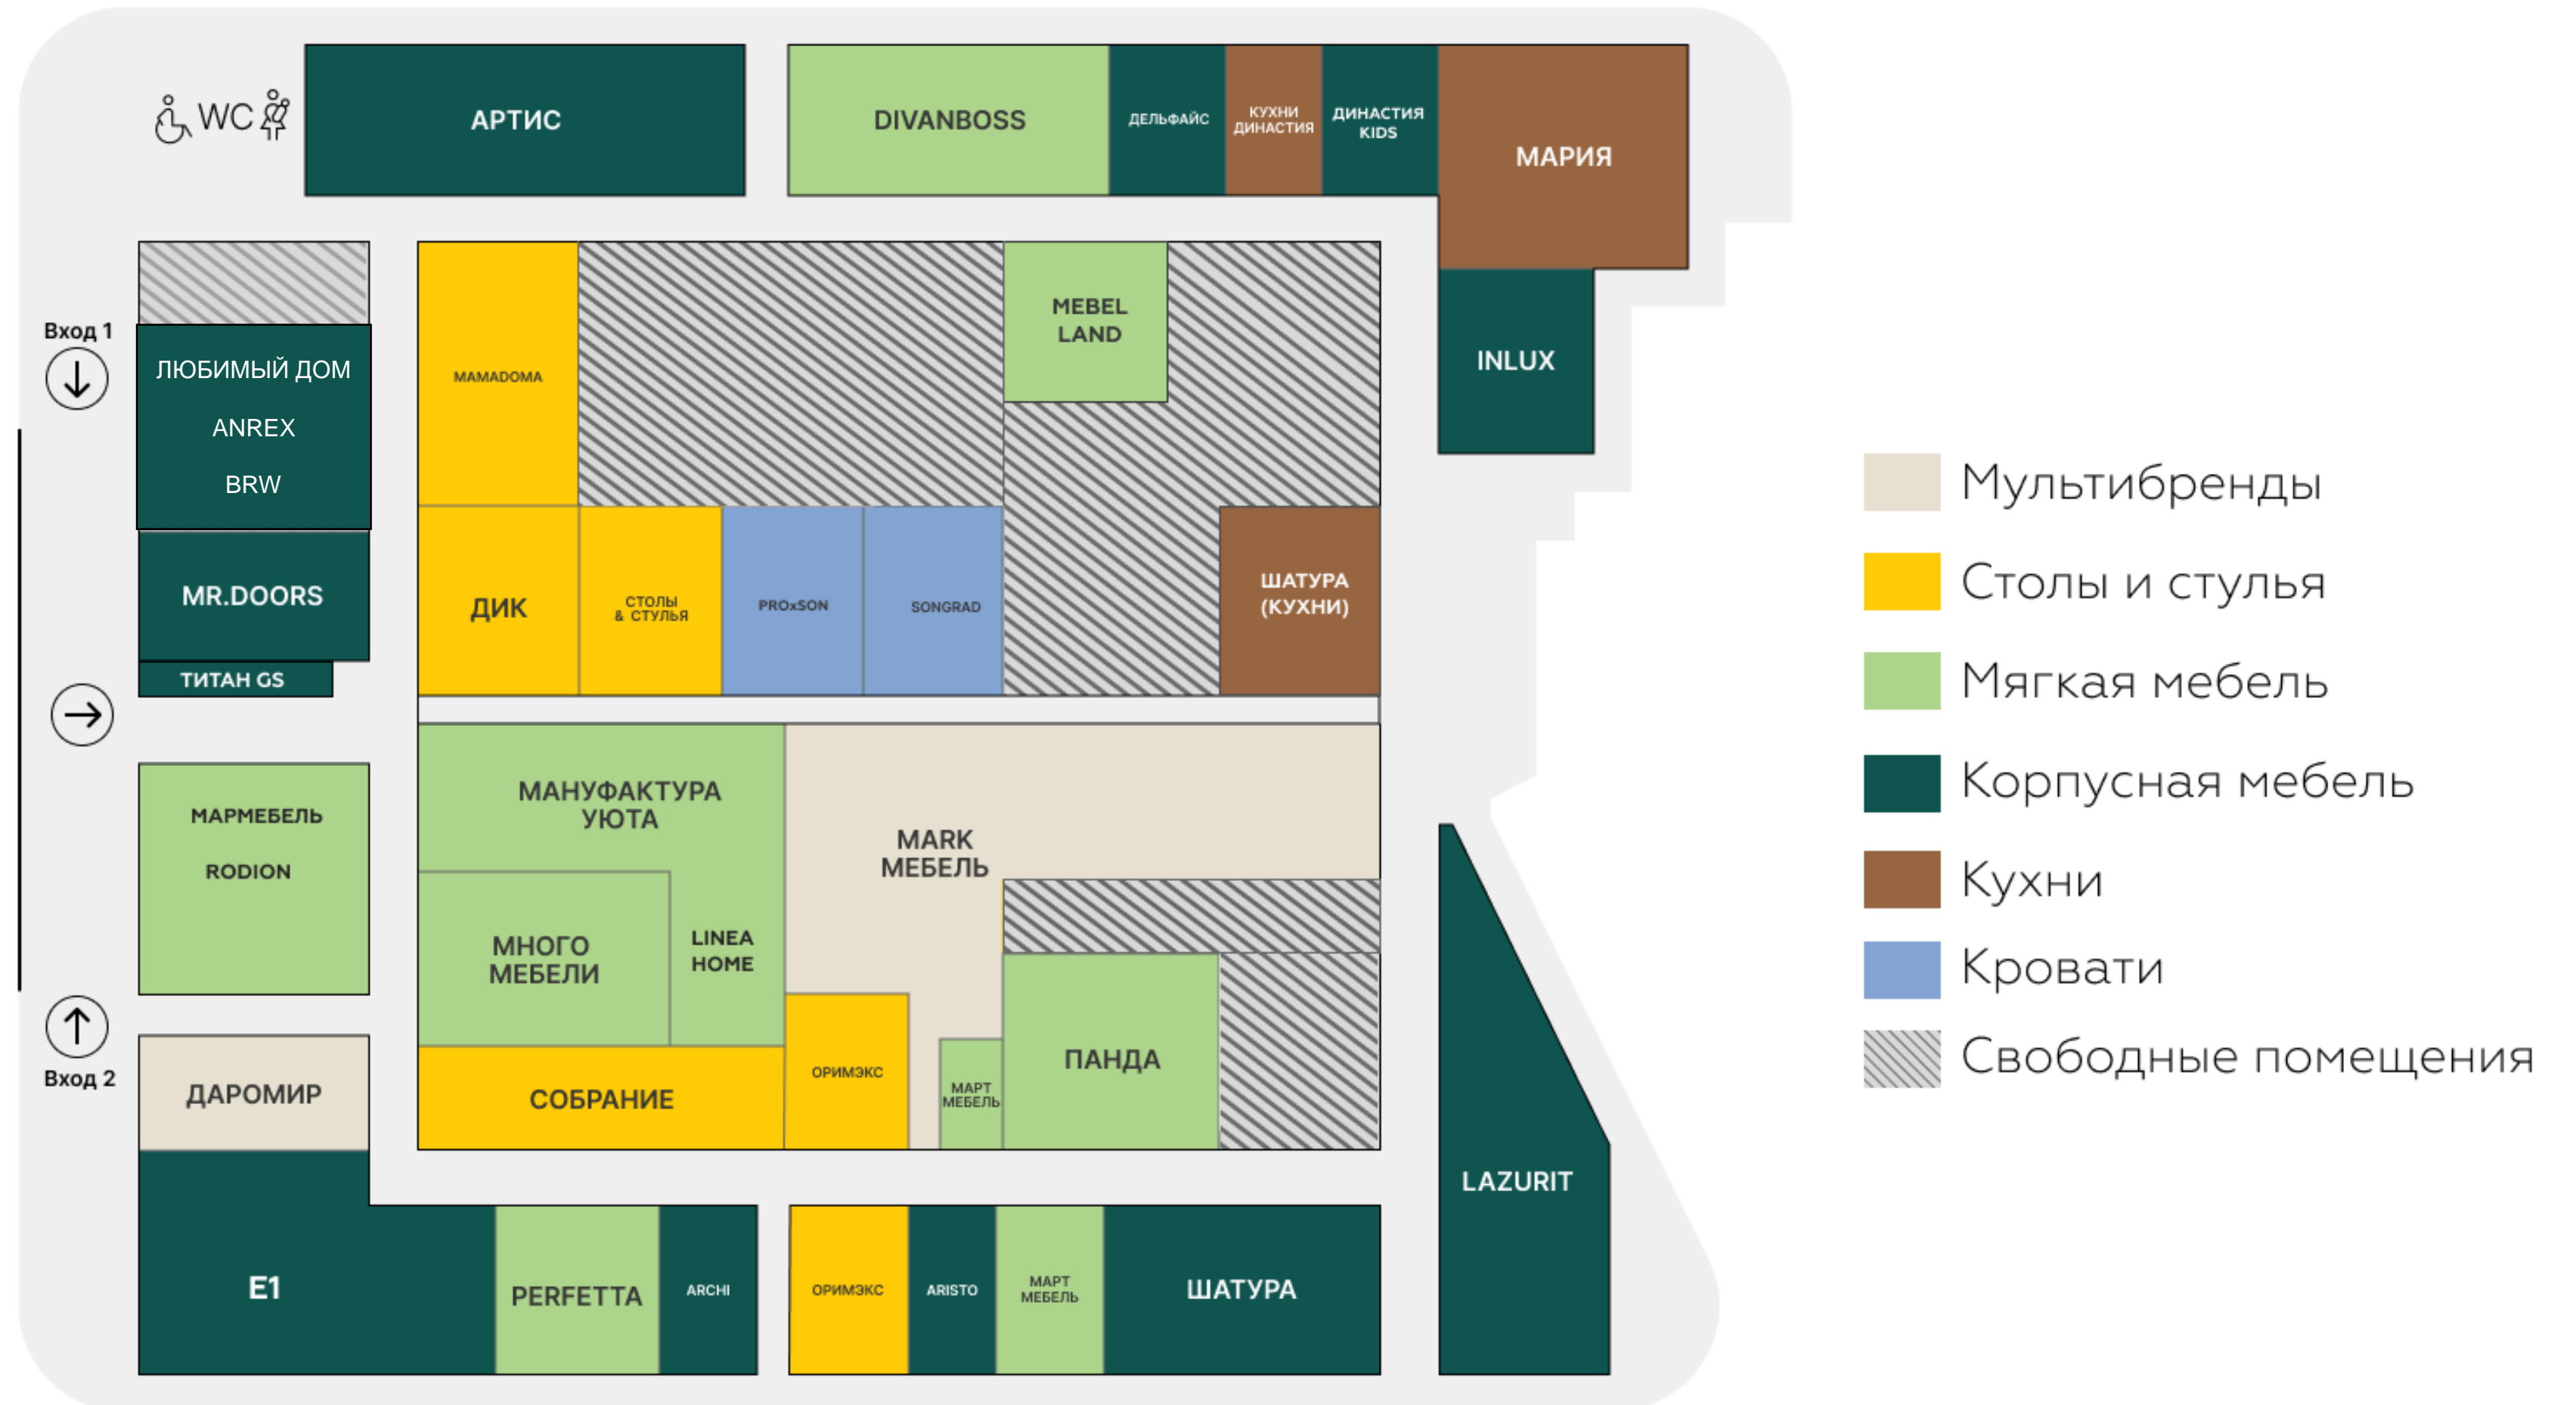 WC
АРТИС
DIVANBOSS
ДЕЛЬФАЙС
КУХНИ
ДИНАСТИЯ
ДИНАСТИЯ
KIDS
МАРИЯ
INLUX
Вход 1
ЛЮБИМЫЙ ДОМ
ANREX
BRW
MR.DOORS
ТИТАН GS
MAMADOMA
MEBEL
LAND
ДИК
СТОЛЫ
& СТУЛЬЯ
PROxSON
SONGRAD
ШАТУРА
(КУХНИ)
МАРМЕБЕЛЬ
RODION
Вход 2
ДАРОМИР
МАНУФАКТУРА
УЮТА
МНОГО
МЕБЕЛИ
LINEA
HOME
СОБРАНИЕ
MARK
МЕБЕЛЬ
ОРИМЭКС
МАРТ
МЕБЕЛЬ
ПАНДА
E1
PERFETTA
ARCHI
ОРИМЭКС
ARISTO
МАРТ
МЕБЕЛЬ
ШАТУРА
LAZURIT
Мультибренды
Столы и стулья
Мягкая мебель
Корпусная мебель
Кухни
Кровати
Свободные помещения